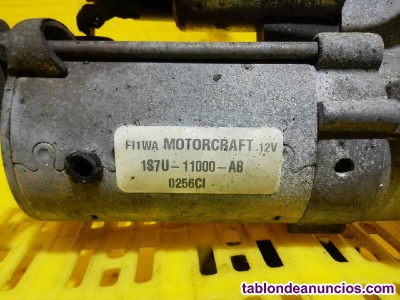 FI1WA MOTORCRAFT 12V
1S7U-11000-AB
0256CI
tablondeanuncios.com